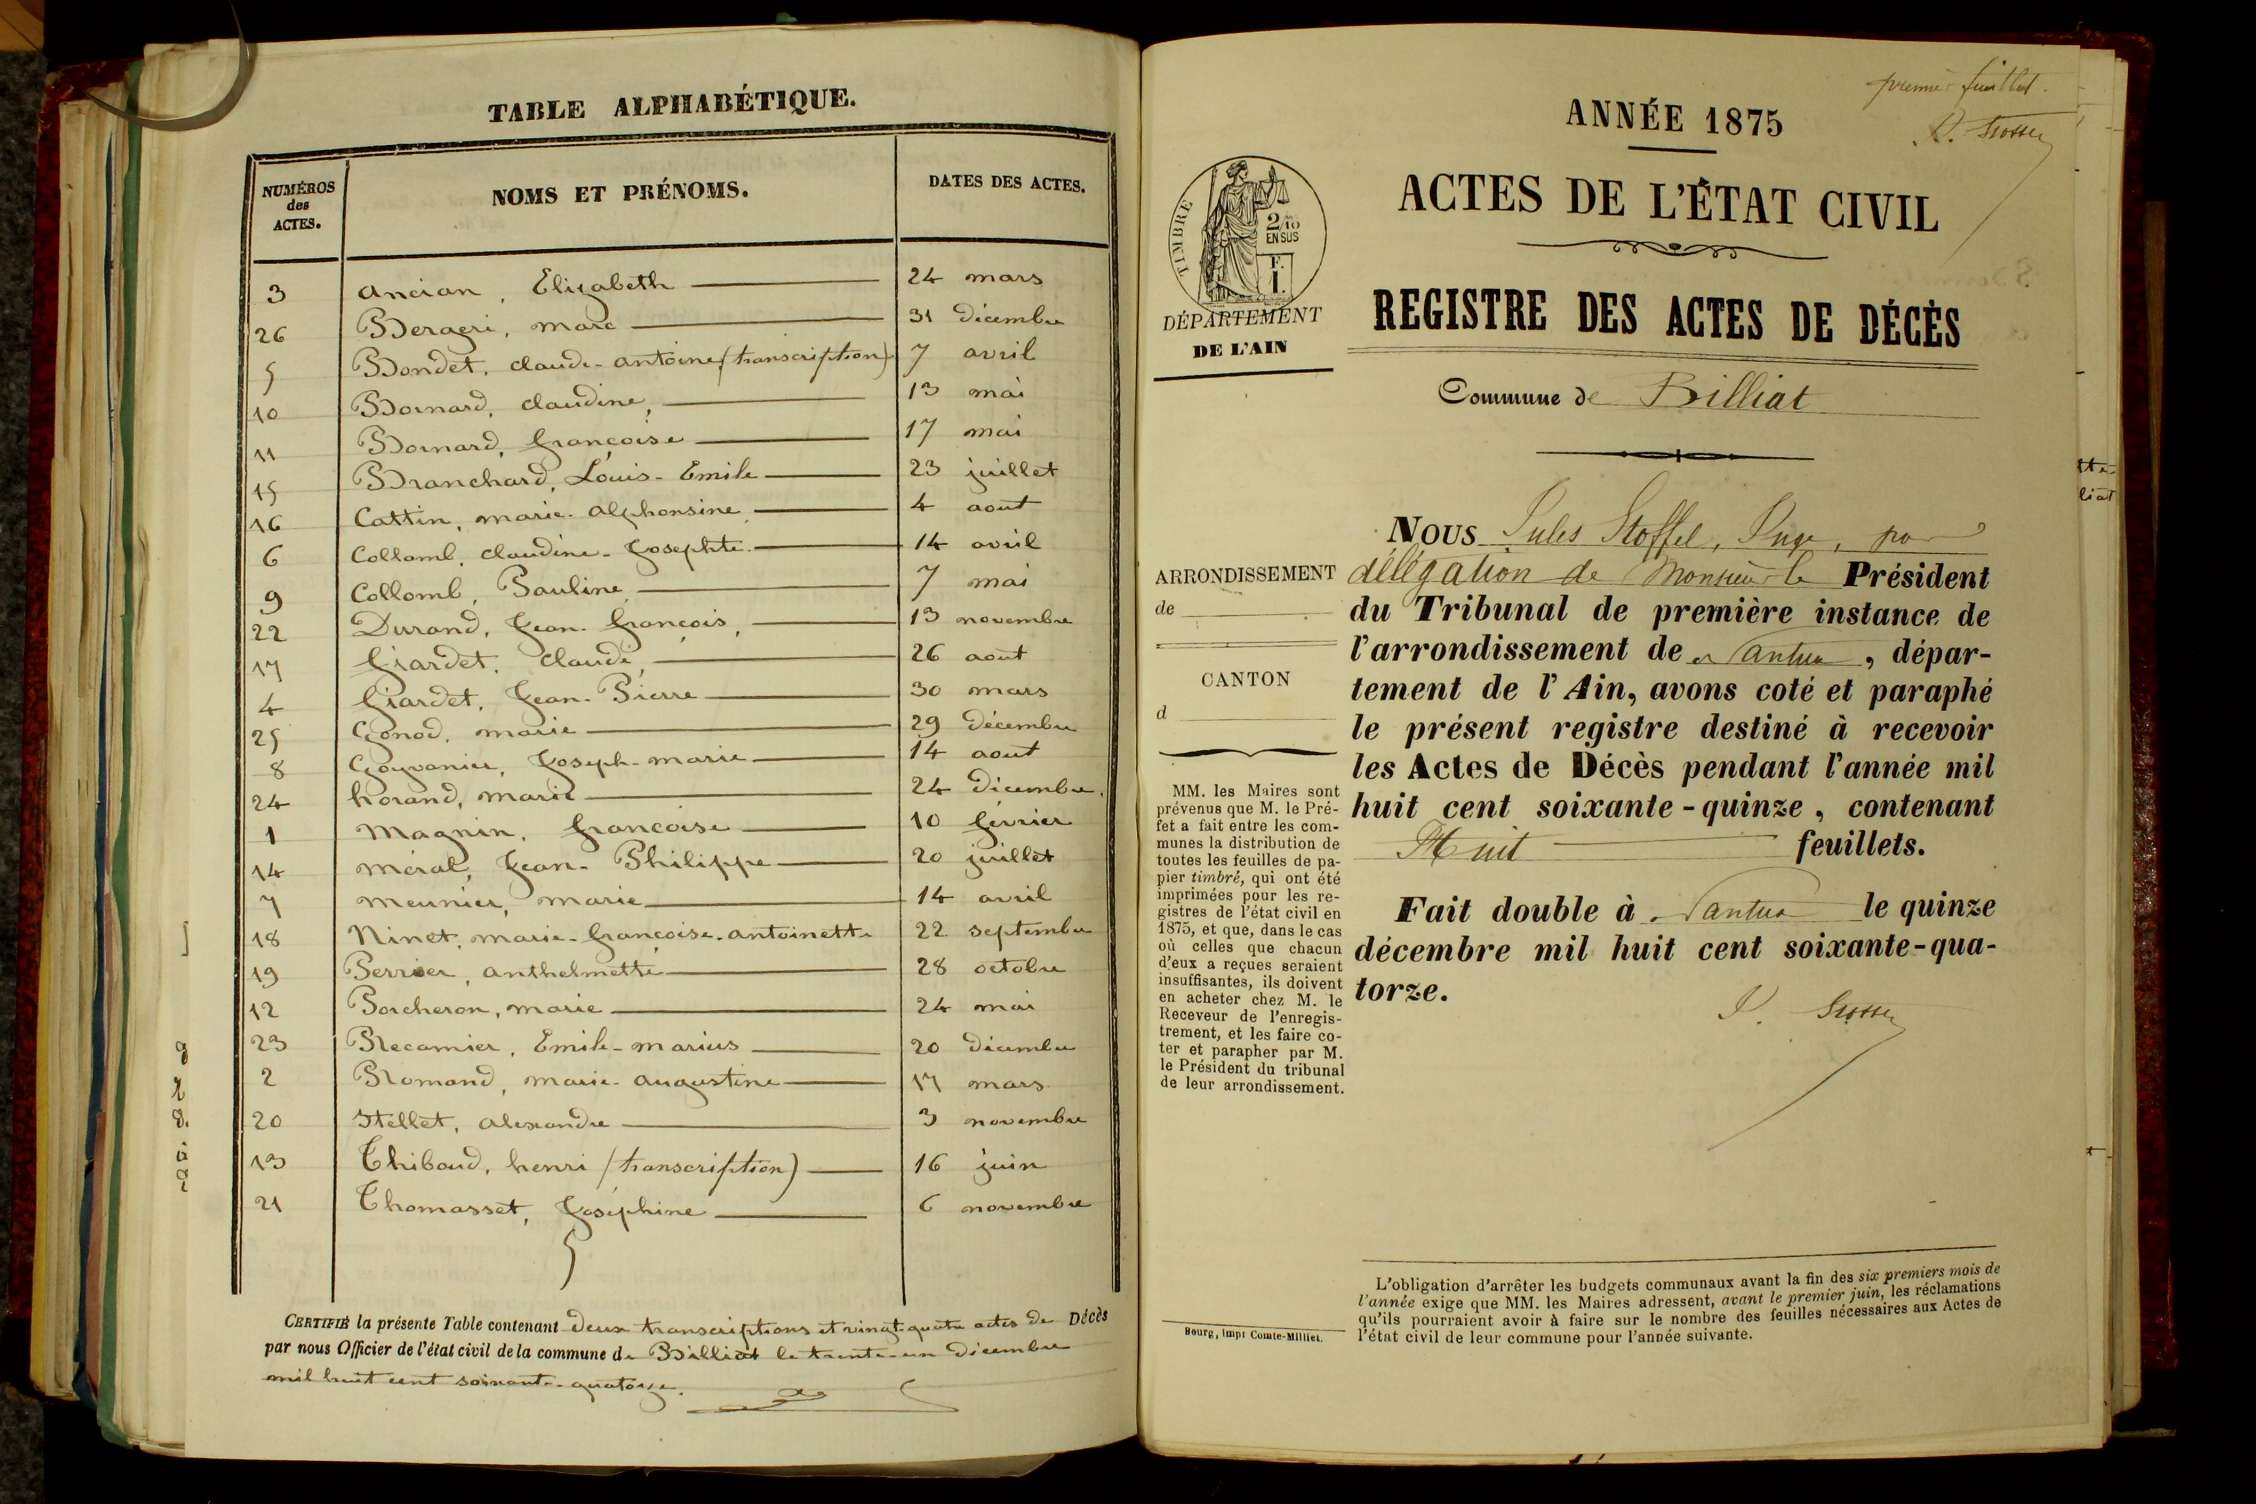 TABLE ALPHABÉTIQUE.
NUMÉROS des ACTES. NOMS ET PRÉNOMS. DATES DES ACTES.
3 Ancian, Elizabeth 24 mars
26 Bergeri, Marc 31 Décembre
5 Bondet, Claude-Antoine (transcription) 7 avril
10 Bornard, Claudine, 13 mai
11 Bornard, Françoise 17 mai
15 Branchard, Louis-Emile 23 juillet
16 Cattin, Marie-Alphonsine 4 aout
6 Collomb, Claudine-Josephte 14 avril
9 Collomb, Pauline 7 mai
22 Durand, Jean-François, 13 novembre
17 Fiardet, Claude, 26 aout
4 Fiardet, Jean-Pierre 30 mars
25 Gonod, Marie 29 Décembre
8 Goyvanier, Joseph-Marie 14 aout
24 horand, Marie 24 Décembre.
1 Magnin, Françoise 10 Février
14 Méral, Jean-Philippe 20 juillet
7 Meunier, Marie 14 avril
18 Ninet, Marie-Françoise-Antoinette 22 septembre
19 Perrier, Anthelmette 28 octobre
12 Porcheron, Marie 24 mai
23 Recamier, Emile-Marius 20 Décembre
2 Romand, Marie-Augustine 17 mars
20 Stellet, Alexandre 3 novembre
13 Thibaud, henri (transcription) 16 juin
21 Thomasset, Joséphine 6 novembre
CERTIFIÉ la présente Table contenant deux transcriptions et vingt-quatre actes de Décès
par nous Officier de l'état civil de la commune de Billiat le trente-un Décembre
mil huit cent soixante-quatorze.
premier feuillet.
ANNÉE 1875
ACTES DE L'ÉTAT CIVIL
TIMBRE
2/10
EN SUS
F.
1.
DÉPARTEMENT
DE L'AIN
REGISTRE DES ACTES DE DÉCÈS
Commune de Billiat
NOUS Jules Stoffel, Juge, par
délégation de Monsieur le Président
du Tribunal de première instance de
l'arrondissement de Nantua, dépar-
tement de l'Ain, avons coté et paraphé
le présent registre destiné à recevoir
les Actes de Décès pendant l'année mil
huit cent soixante-quinze, contenant
Huit feuillets.
Fait double à Nantua le quinze
décembre mil huit cent soixante-qua-
torze.
ARRONDISSEMENT
de
CANTON
d
MM. les Maires sont
prévenus que M. le Pré-
fet a fait entre les com-
munes la distribution de
toutes les feuilles de pa-
pier timbré, qui ont été
imprimées pour les re-
gistres de l'état civil en
1875, et que, dans le cas
où celles que chacun
d'eux a reçues seraient
insuffisantes, ils doivent
en acheter chez M. le
Receveur de l'enregis-
trement, et les faire co-
ter et parapher par M.
le Président du tribunal
de leur arrondissement.
Bourg, Impr Comte-Milliet.
L'obligation d'arrêter les budgets communaux avant la fin des six premiers mois de
l'année exige que MM. les Maires adressent, avant le premier juin, les réclamations
qu'ils pourraient avoir à faire sur le nombre des feuilles nécessaires aux Actes de
l'état civil de leur commune pour l'année suivante.